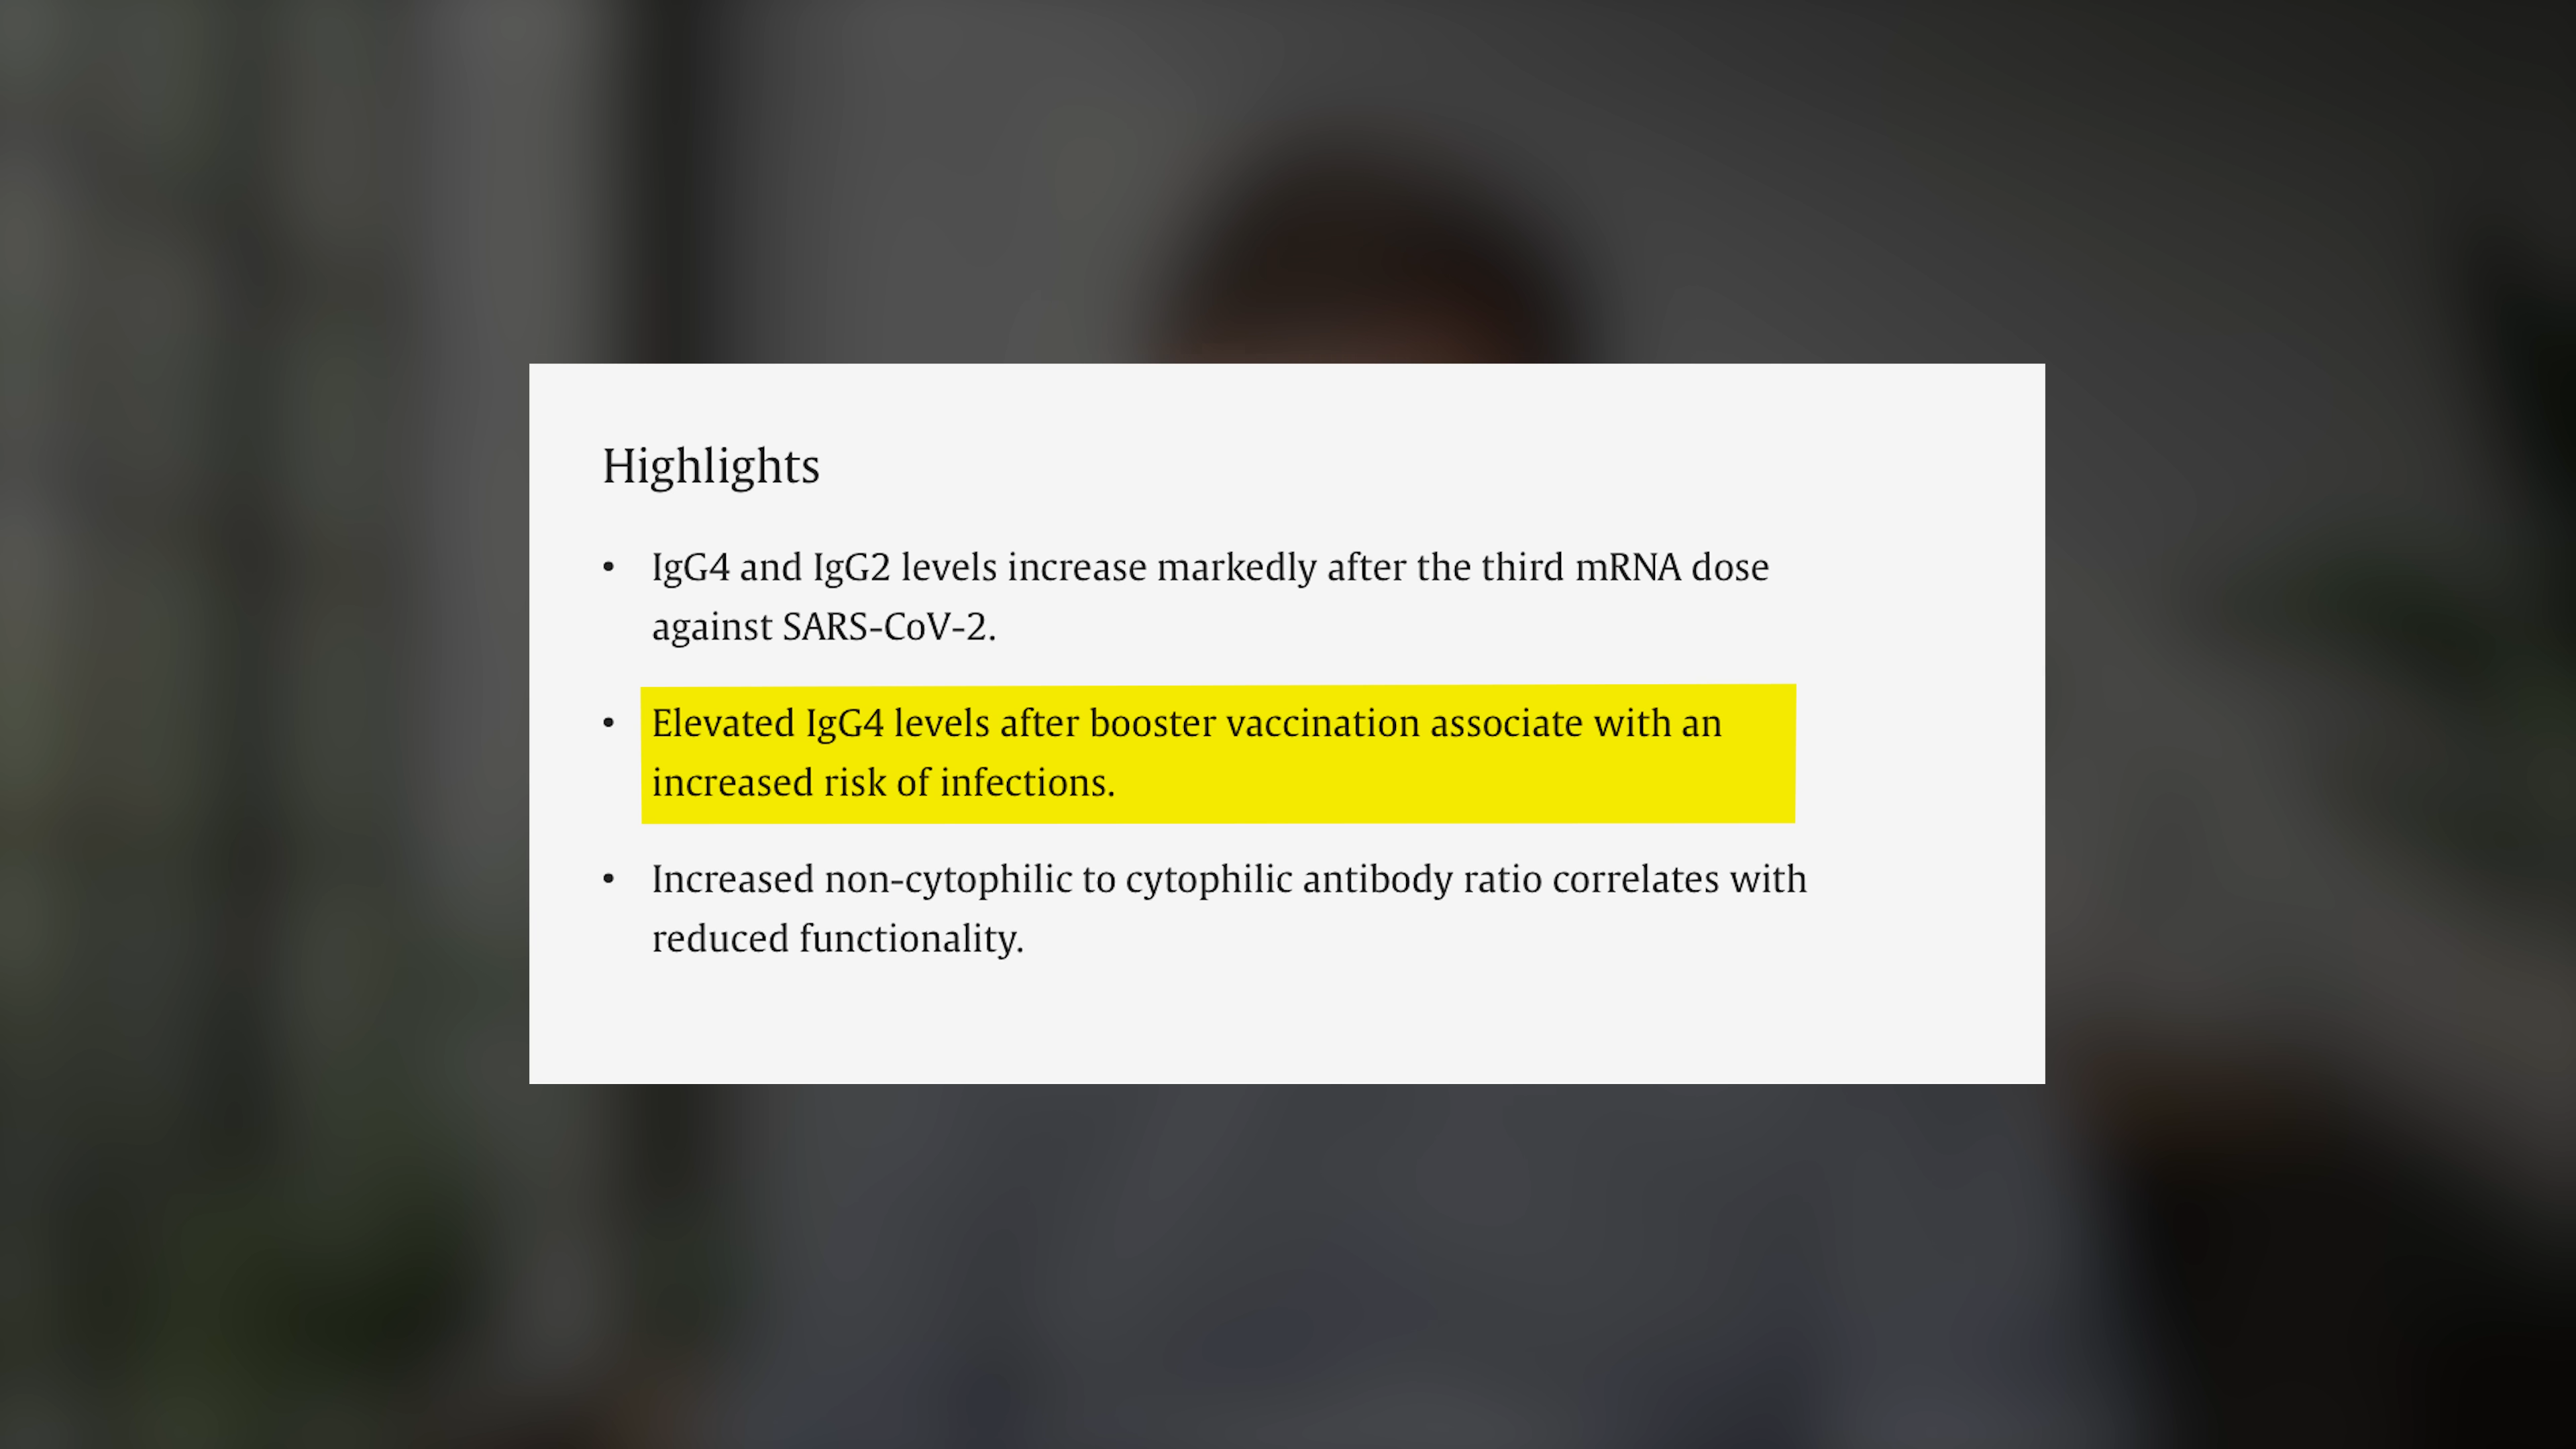 Highlights
• IgG4 and IgG2 levels increase markedly after the third mRNA dose
against SARS-CoV-2.
• Elevated IgG4 levels after booster vaccination associate with an
increased risk of infections.
• Increased non-cytophilic to cytophilic antibody ratio correlates with
reduced functionality.